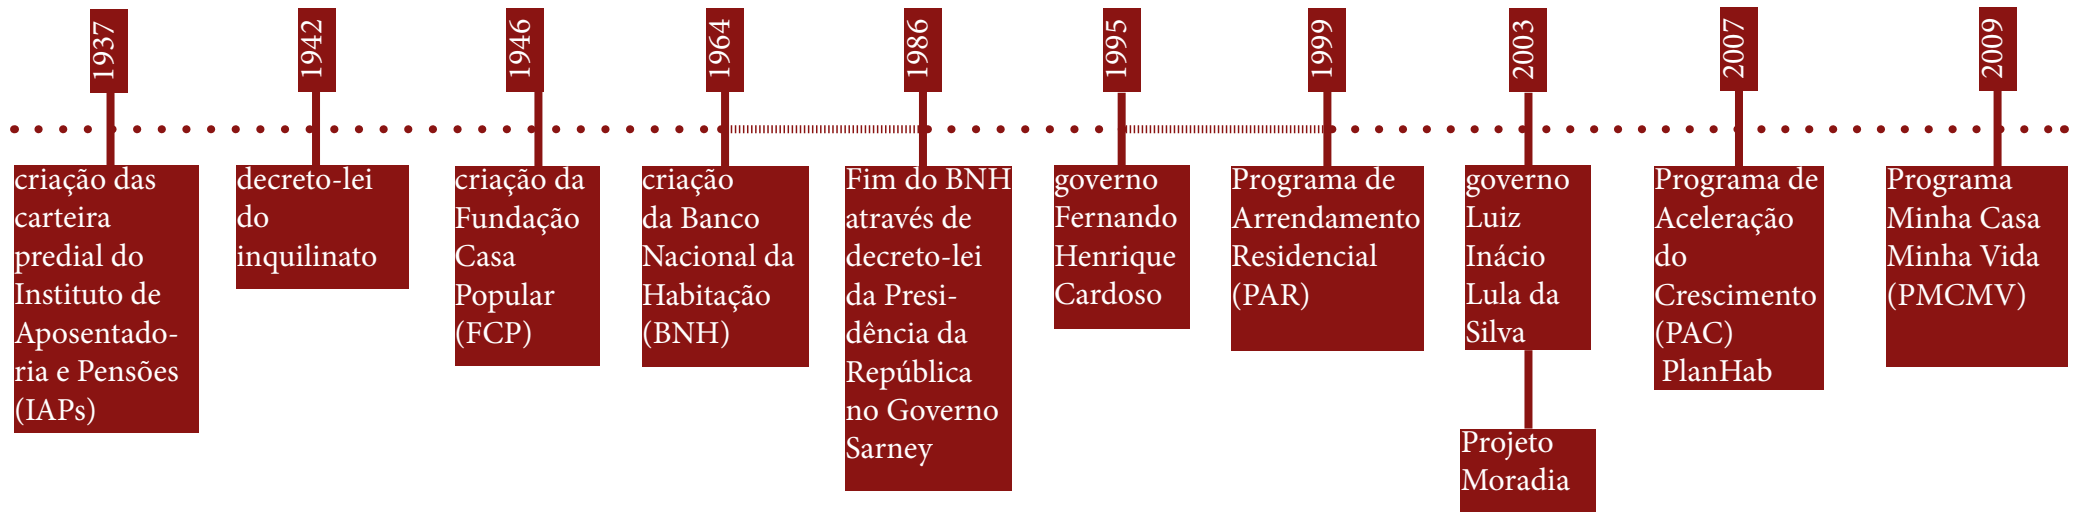 1937
criação das
carteira
predial do
Instituto de
Aposentado-
ria e Pensões
(IAPs)
1942
decreto-lei
do
inquilinato
1946
criação da
Fundação
Casa
Popular
(FCP)
1964
criação
da Banco
Nacional da
Habitação
(BNH)
1986
Fim do BNH
através de
decreto-lei
da Presi-
dência da
República
no Governo
Sarney
1995
governo
Fernando
Henrique
Cardoso
1999
Programa de
Arrendamento
Residencial
(PAR)
2003
governo
Luiz
Inácio
Lula da
Silva
Projeto
Moradia
2007
Programa de
Aceleração
do
Crescimento
(PAC)
PlanHab
2009
Programa
Minha Casa
Minha Vida
(PMCMV)